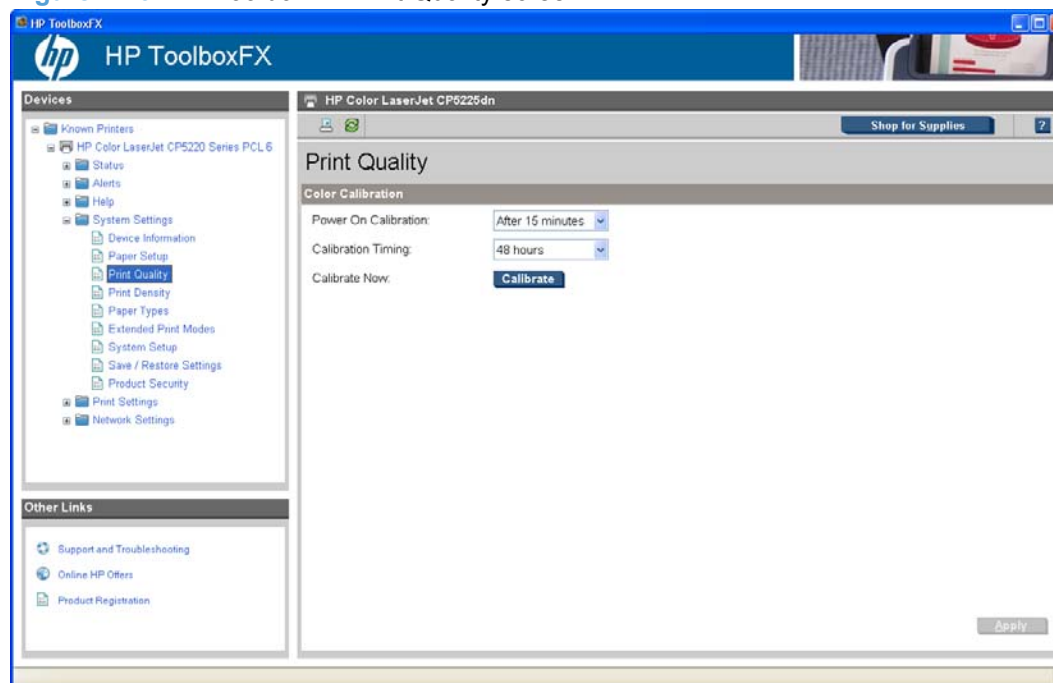 HP ToolboxFX
hp HP ToolboxFX
Devices
Known Printers
HP Color LaserJet CP5220 Series PCL 6
Status
Alerts
Help
System Settings
Device Information
Paper Setup
Print Quality
Print Density
Paper Types
Extended Print Modes
System Setup
Save / Restore Settings
Product Security
Print Settings
Network Settings
Other Links
Support and Troubleshooting
Online HP Offers
Product Registration
HP Color LaserJet CP5225dn
Shop for Supplies ?
Print Quality
Color Calibration
Power On Calibration: After 15 minutes
Calibration Timing: 48 hours
Calibrate Now: Calibrate
Apply